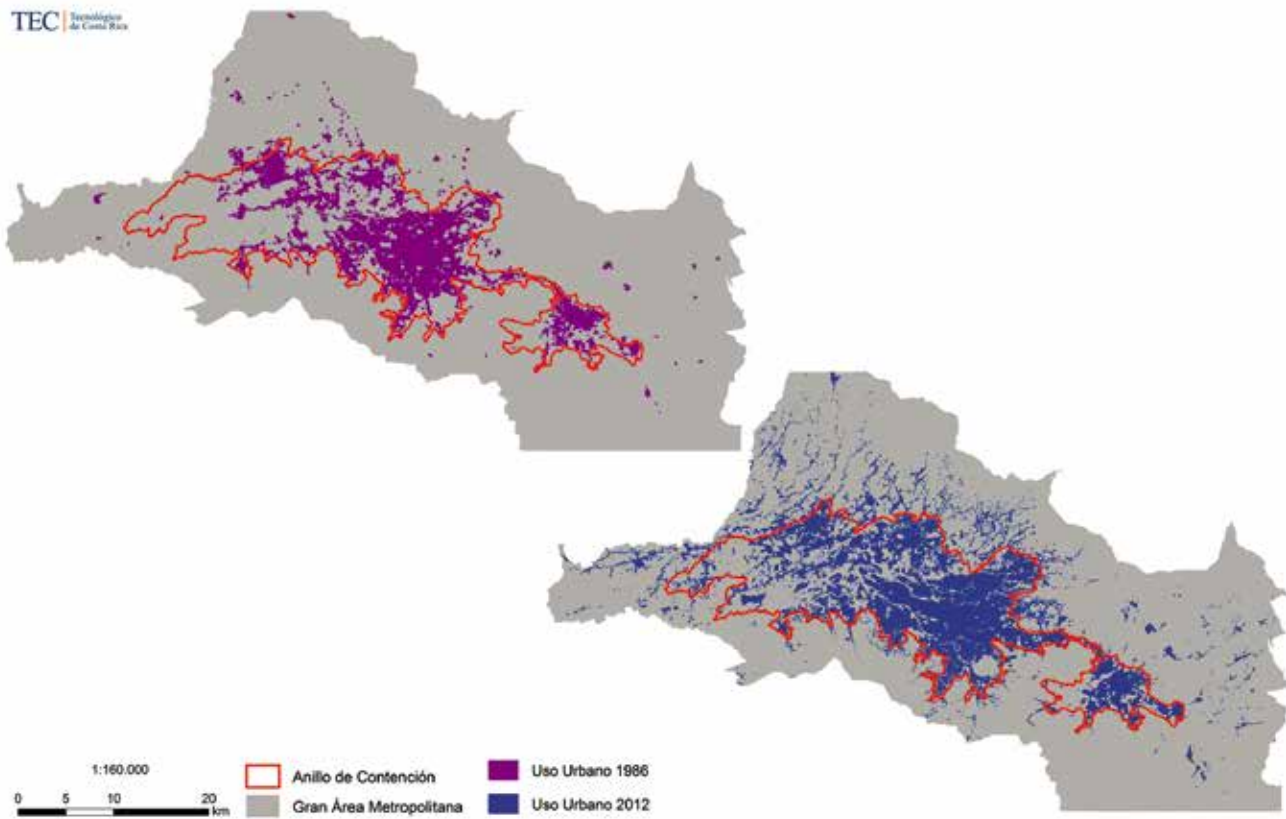 TEC | Tecnológico
de Costa Rica
1:160.000
0 5 10 20
km
Anillo de Contención
Gran Área Metropolitana
Uso Urbano 1986
Uso Urbano 2012